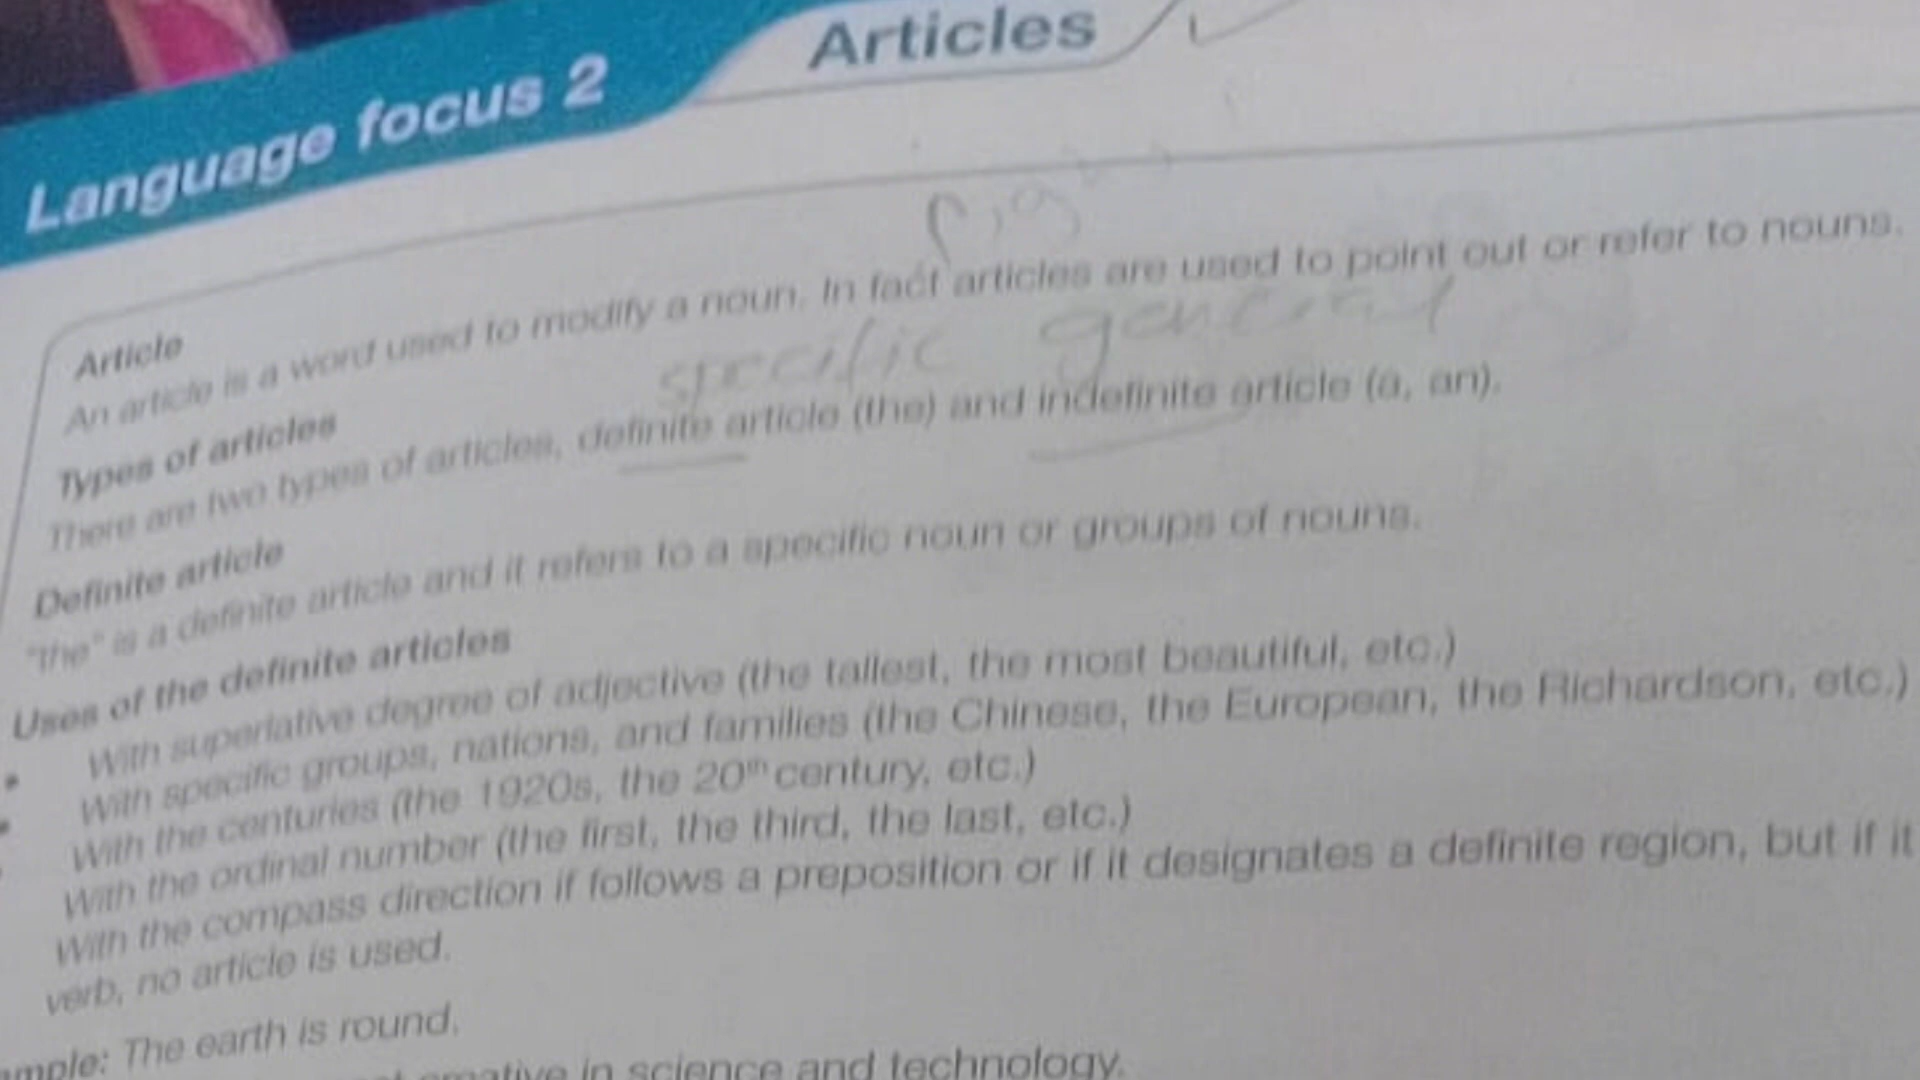 Articles
Language focus 2
Article
An article is a word used to modify a noun. In fact articles are used to point out or refer to nouns.
specific general
Types of articles
There are two types of articles, definite article (the) and indefinite article (a, an).
Definite article
"the" is a definite article and it refers to a specific noun or groups of nouns.
Uses of the definite articles
With superlative degree of adjective (the tallest, the most beautiful, etc.)
With specific groups, nations, and families (the Chinese, the European, the Richardson, etc.)
With the centuries (the 1920s, the 20th century, etc.)
With the ordinal number (the first, the third, the last, etc.)
With the compass direction if follows a preposition or if it designates a definite region, but if it
verb, no article is used.
mple: The earth is round.
in science and technology.